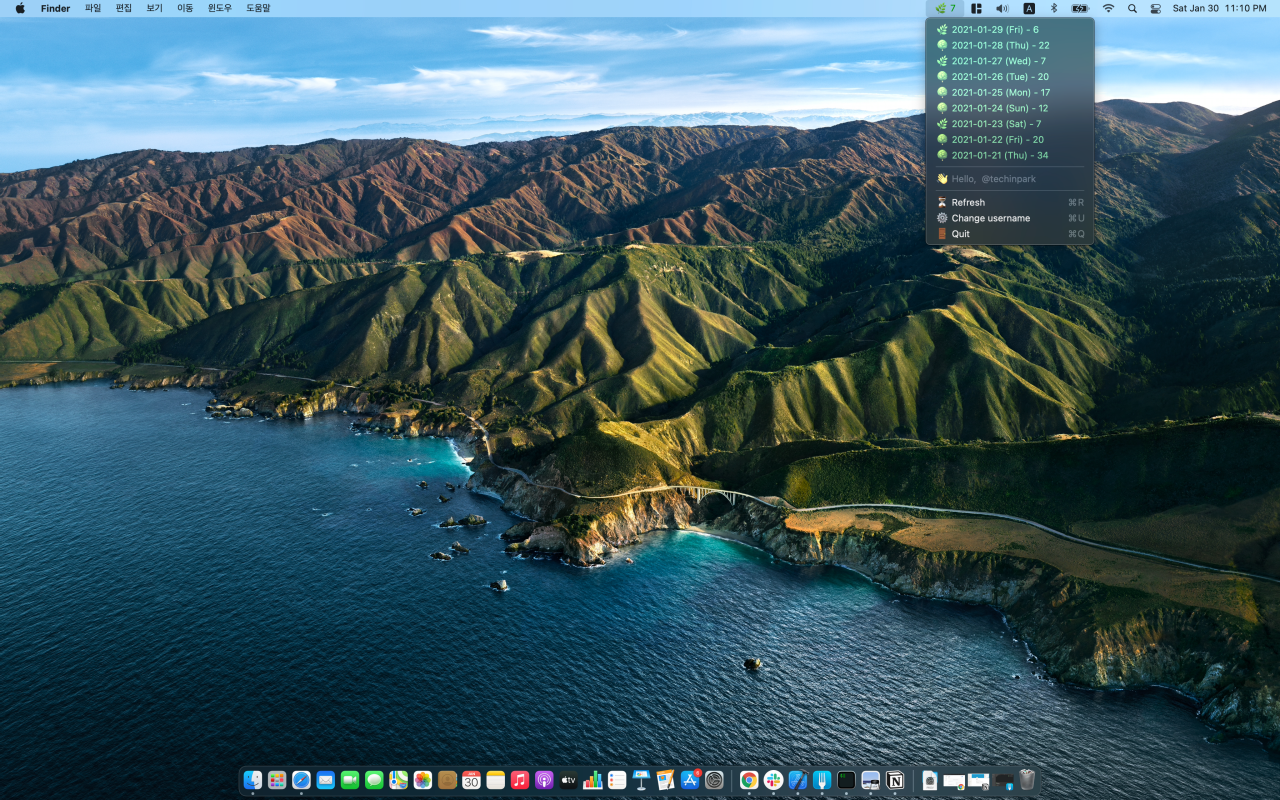 Finder 파일 편집 보기 이동 윈도우 도움말 7 A Sat Jan 30 11:10 PM
2021-01-29 (Fri) - 6
2021-01-28 (Thu) - 22
2021-01-27 (Wed) - 7
2021-01-26 (Tue) - 20
2021-01-25 (Mon) - 17
2021-01-24 (Sun) - 12
2021-01-23 (Sat) - 7
2021-01-22 (Fri) - 20
2021-01-21 (Thu) - 34
Hello, @techinpark
Refresh ⌘R
Change username ⌘U
Quit ⌘Q
30
tv